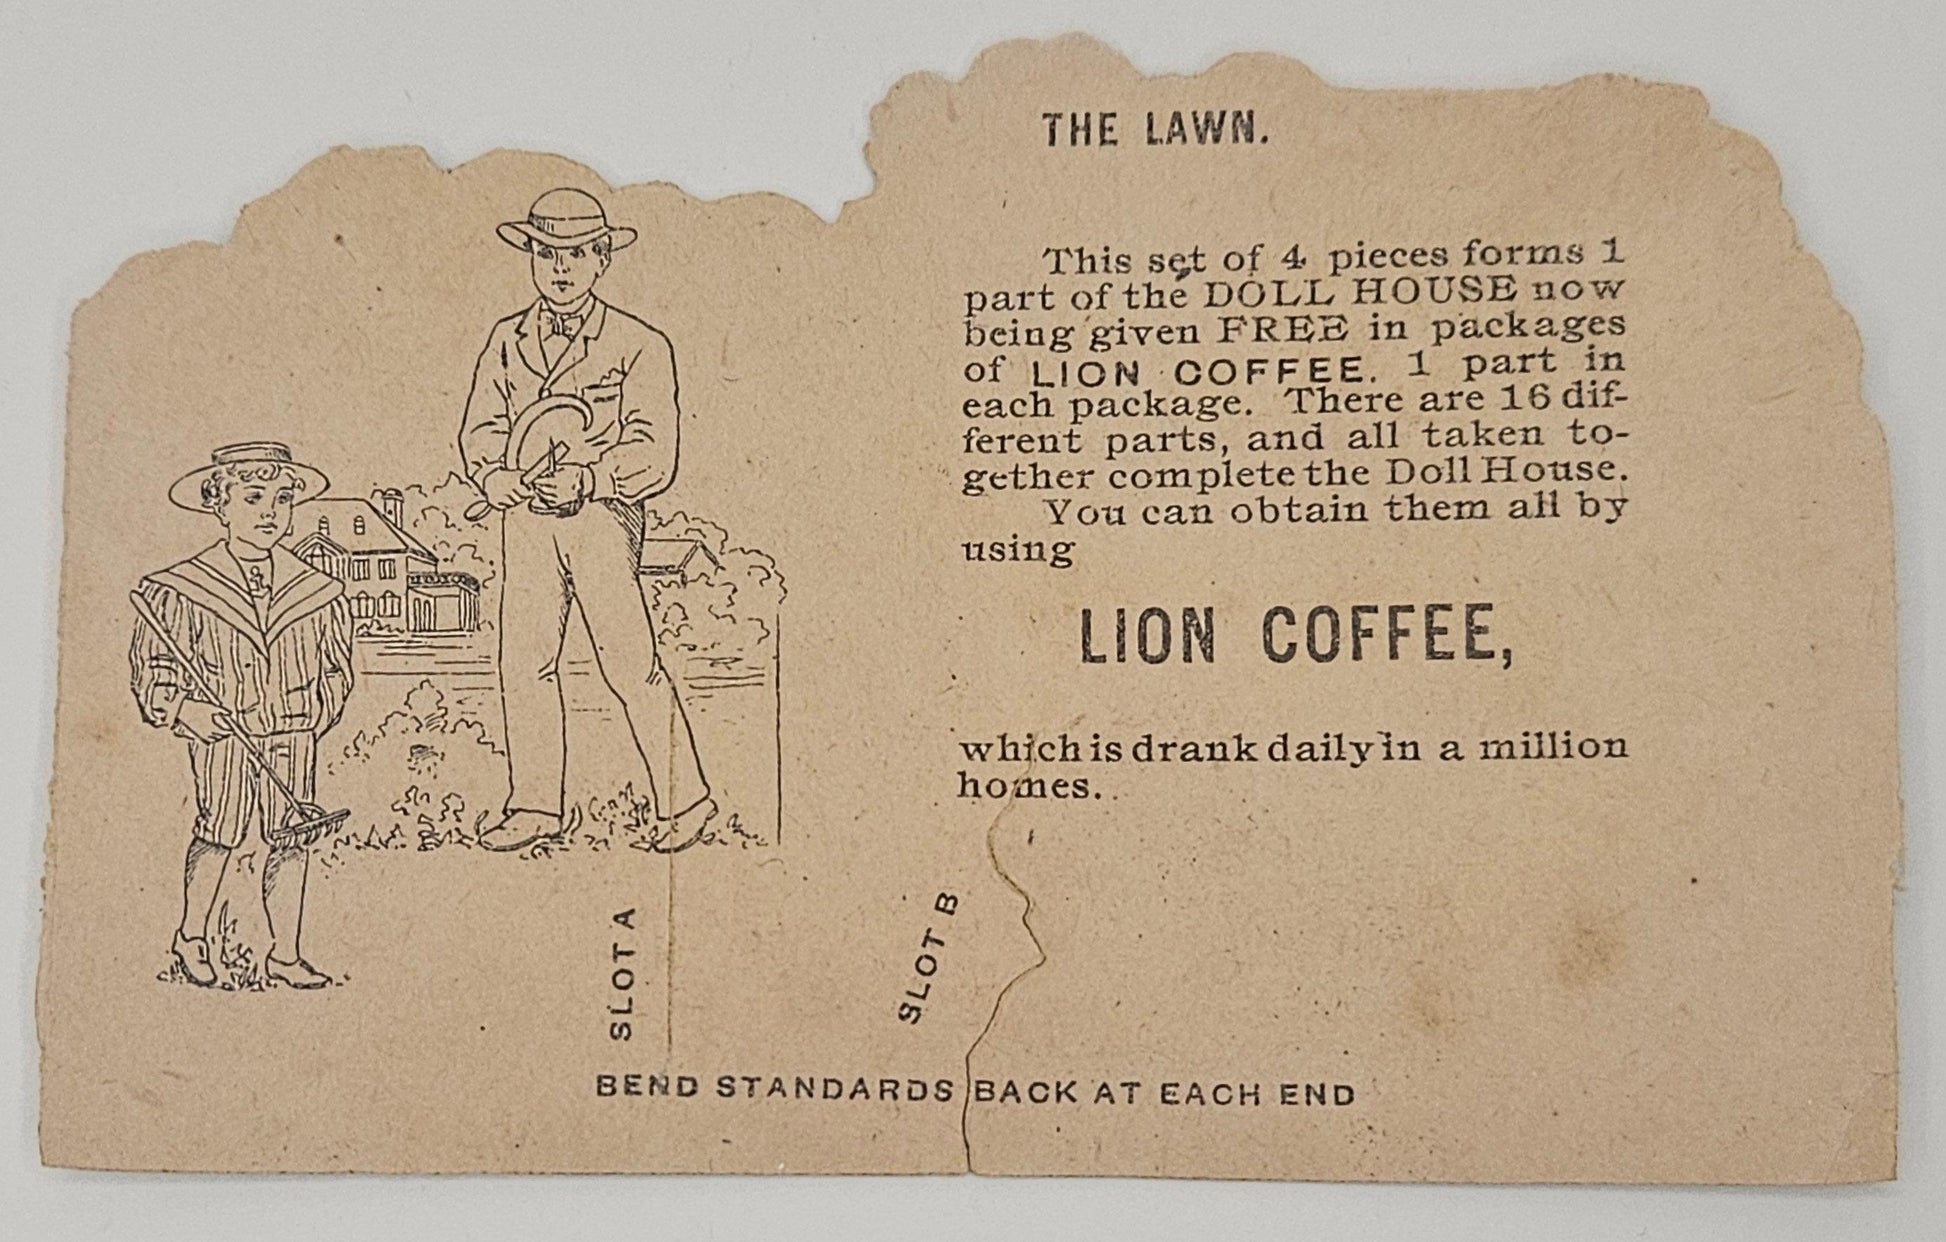 THE LAWN.
This set of 4 pieces forms 1
part of the DOLL HOUSE now
being given FREE in packages
of LION COFFEE. 1 part in
each package. There are 16 dif-
ferent parts, and all taken to-
gether complete the Doll House.
You can obtain them all by
using
LION COFFEE,
which is drank daily in a million
homes.
SLOT A
SLOT B
BEND STANDARDS BACK AT EACH END